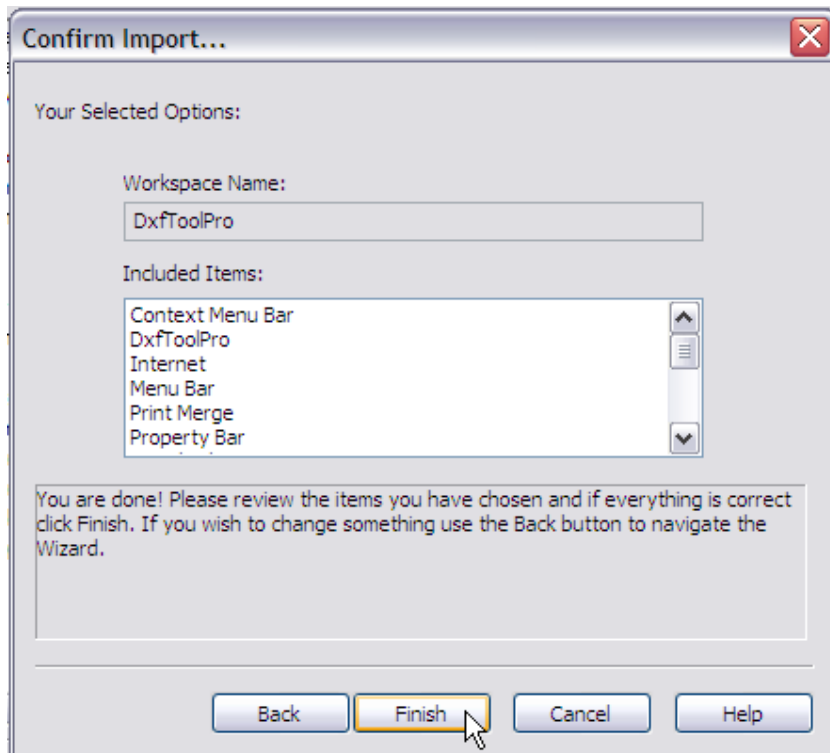 Confirm Import...
Your Selected Options:
Workspace Name:
DxfToolPro
Included Items:
Context Menu Bar
DxfToolPro
Internet
Menu Bar
Print Merge
Property Bar
You are done! Please review the items you have chosen and if everything is correct
click Finish. If you wish to change something use the Back button to navigate the
Wizard.
Back Finish Cancel Help